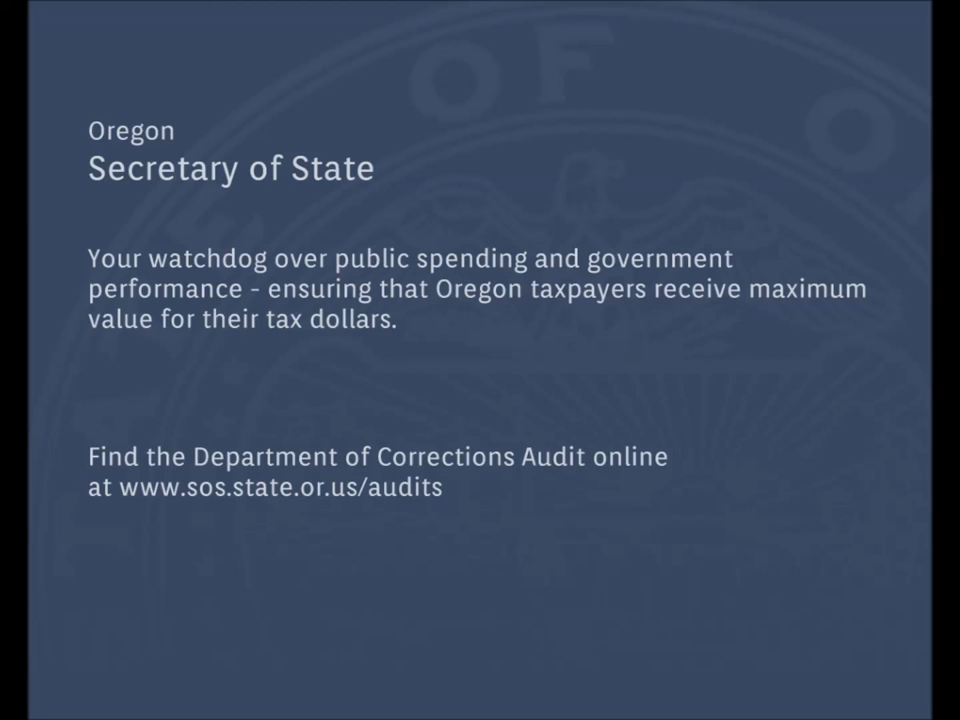 Oregon
Secretary of State
Your watchdog over public spending and government
performance - ensuring that Oregon taxpayers receive maximum
value for their tax dollars.
Find the Department of Corrections Audit online
at www.sos.state.or.us/audits